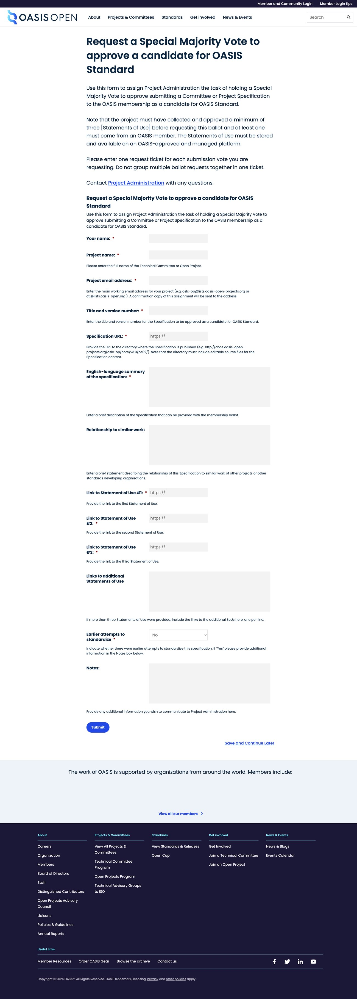 Member and Community Login Member Login tips
OASIS OPEN About Projects & Committees Standards Get involved News & Events Search
Request a Special Majority Vote to
approve a candidate for OASIS
Standard
Use this form to assign Project Administration the task of holding a Special
Majority Vote to approve submitting a Committee or Project Specification
to the OASIS membership as a candidate for OASIS Standard.
Note that the project must have collected and approved a minimum of
three [Statements of Use] before requesting this ballot and at least one
must come from an OASIS member. The Statements of Use must be stored
and available on an OASIS-approved and managed platform.
Please enter one request ticket for each submission vote you are
requesting. Do not group multiple ballot requests together in one ticket.
Contact Project Administration with any questions.
Request a Special Majority Vote to approve a candidate for OASIS
Standard
Use this form to assign Project Administration the task of holding a Special Majority Vote to
approve submitting a Committee or Project Specification to the OASIS membership as a
candidate for OASIS Standard.
Your name: *
Project name: *
Please enter the full name of the Technical Committee or Open Project.
Project email address: *
Enter the main working email address for your project (e.g. oslc-op@lists.oasis-open-projects.org or
cti@lists.oasis-open.org ). A confirmation copy of this assignment will be sent to the address.
Title and version number: *
Enter the title and version number for the Specification to be approved as a candidate for OASIS Standard.
Specification URL: * https://
Provide the URL to the directory where the Specification is published (e.g. http://docs.oasis-open-
projects.org/oslc-op/core/v3.0/ps02/). Note that the directory must include editable source files for the
Specification content.
English-language summary
of the specification: *
Enter a brief description of the Specification that can be provided with the membership ballot.
Relationship to similar work:
Enter a brief statement describing the relationship of this Specification to similar work of other projects or other
standards developing organizations.
Link to Statement of Use #1: * https://
Provide the link to the first Statement of Use.
Link to Statement of Use https://
#2: *
Provide the link to the second Statement of Use.
Link to Statement of Use https://
#3: *
Provide the link to the third Statement of Use.
Links to additional
Statements of Use
If more than three Statements of Use were provided, include the links to the additional SoUs here, one per line.
Earlier attempts to No
standardize *
Indicate whether there were earlier attempts to standardize this specification. If "Yes" please provide additional
information in the Notes box below.
Notes:
Provide any additional information you wish to communicate to Project Administration here.
Submit
Save and Continue Later
The work of OASIS is supported by organizations from around the world. Members include:
View all our members
About
Careers
Organization
Members
Board of Directors
Staff
Distinguished Contributors
Open Projects Advisory
Council
Liaisons
Policies & Guidelines
Annual Reports
Projects & Committees
View All Projects &
Committees
Technical Committee
Program
Open Projects Program
Technical Advisory Groups
to ISO
Standards
View Standards & Releases
Open Cup
Get involved
Get Involved
Join a Technical Committee
Join an Open Project
News & Events
News & Blogs
Events Calendar
Useful links
Member Resources Order OASIS Gear Browse the archive Contact us
Copyright © 2024 OASIS®. All Rights Reserved. OASIS trademark, licensing, privacy and other policies apply.